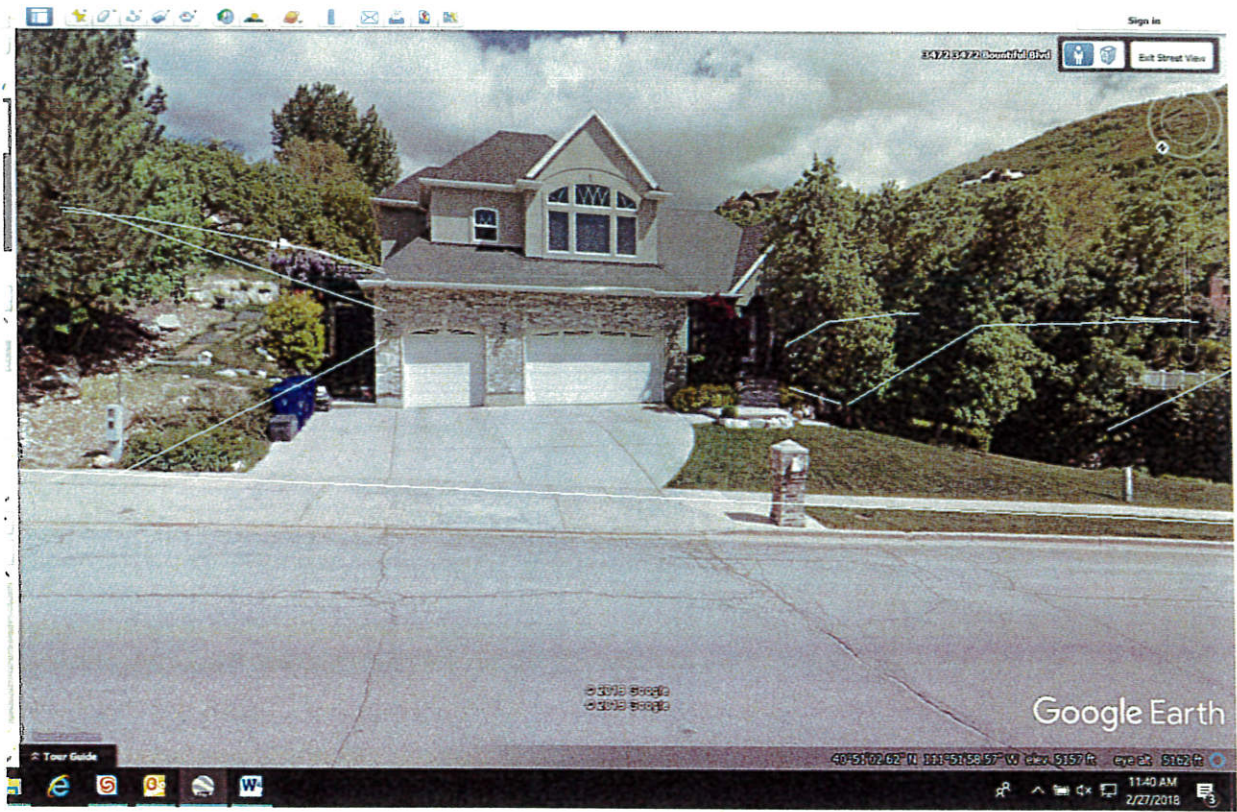 Sign in
3472 3472 Bountiful Blvd
Exit Street View
© 2018 Google
© 2018 Google
Google Earth
Tour Guide
40°51'02.62" N 111°51'58.57" W elev 5157 ft eye alt 5162 ft
11:40 AM
2/27/2018
3